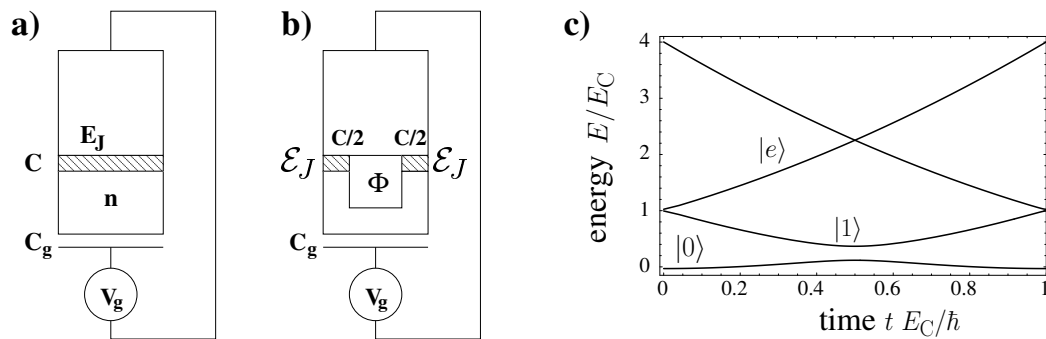 a)
E_J
C
n
C_g
V_g
b)
C/2 C/2
ℰ_J ℰ_J
Φ
C_g
V_g
c)
energy E/E_C
4
3
2
1
0
|e⟩
|1⟩
|0⟩
0 0.2 0.4 0.6 0.8 1
time t E_C/ℏ